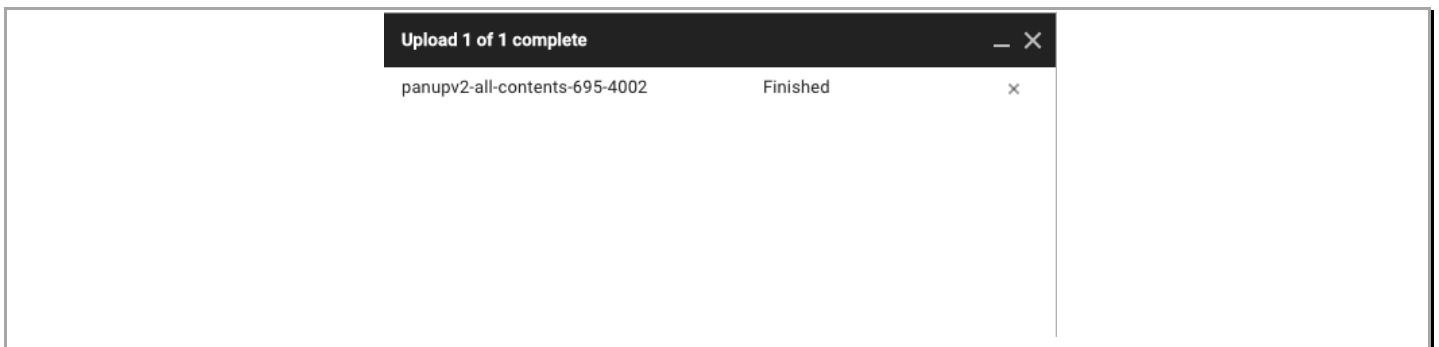 Upload 1 of 1 complete
panupv2-all-contents-695-4002 Finished